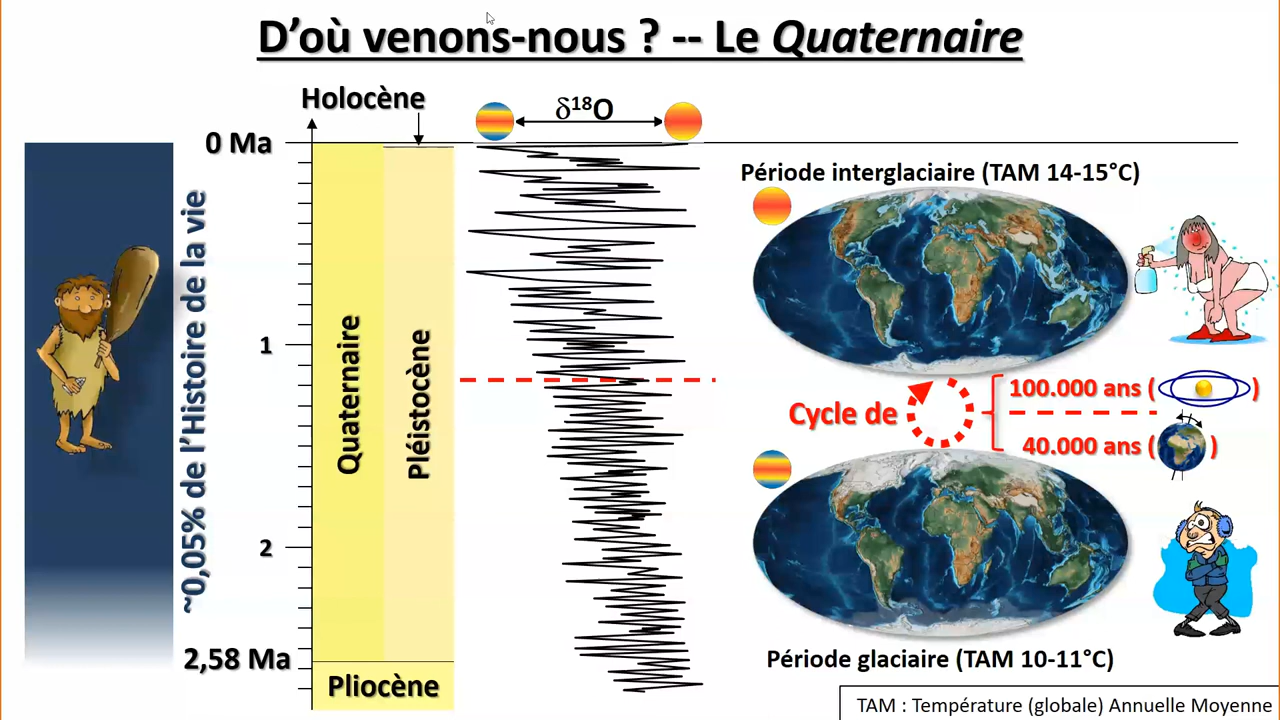 D'où venons-nous ? -- Le Quaternaire
Holocène
δ18O
0 Ma
1
2
2,58 Ma
~0,05% de l'Histoire de la vie
Quaternaire
Pléistocène
Pliocène
Période interglaciaire (TAM 14-15°C)
Cycle de
100.000 ans ( )
40.000 ans ( )
Période glaciaire (TAM 10-11°C)
TAM : Température (globale) Annuelle Moyenne